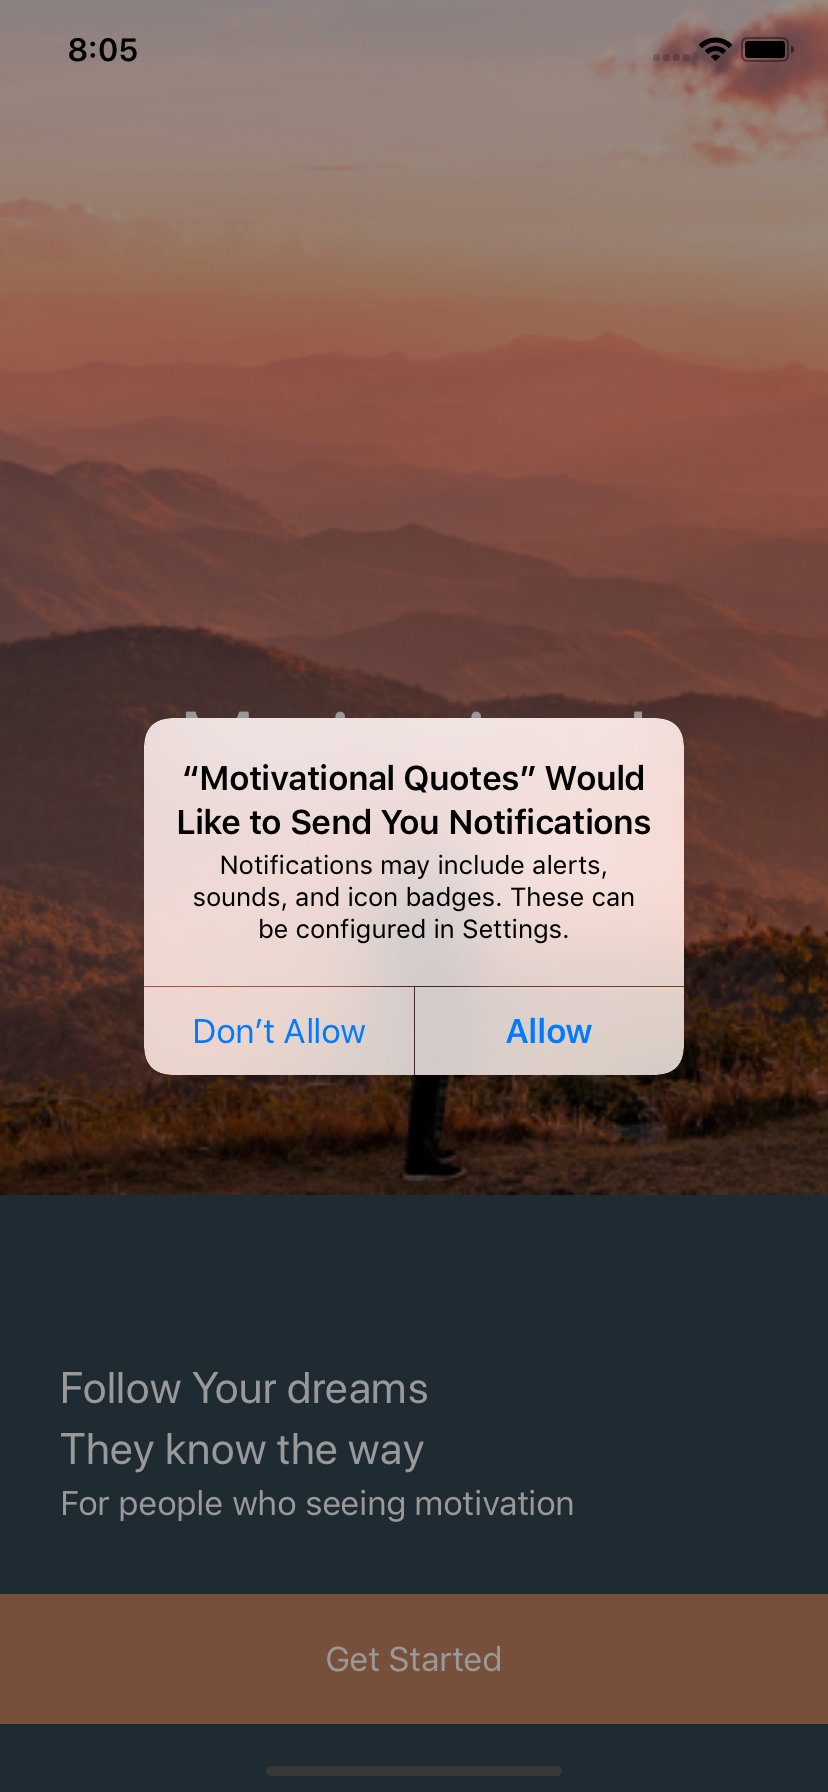 8:05
“Motivational Quotes” Would
Like to Send You Notifications
Notifications may include alerts,
sounds, and icon badges. These can
be configured in Settings.
Don’t Allow
Allow
Follow Your dreams
They know the way
For people who seeing motivation
Get Started